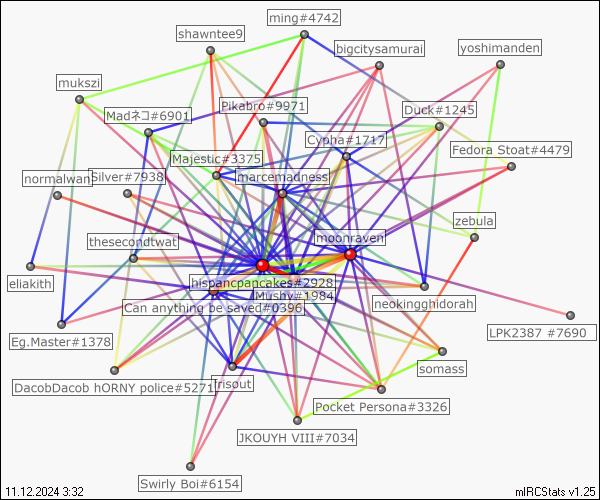 ming#4742
shawntee9
bigcitysamurai
yoshimanden
mukszi
Pikabro#9971
Duck#1245
Madネコ#6901
Cypha#1717
Fedora Stoat#4479
Majestic#3375
normalwan
Silver#7938
marcemadness
zebula
moonraven
thesecondtwat
eliakith
hispancpancakes#2928
Mushy#1984
neokingghidorah
Can anything be saved#0396
LPK2387 #7690
Eg.Master#1378
somass
DacobDacob hORNY police#5271
frisout
Pocket Persona#3326
JKOUYH VIII#7034
Swirly Boi#6154
11.12.2024 3:32
mIRCStats v1.25